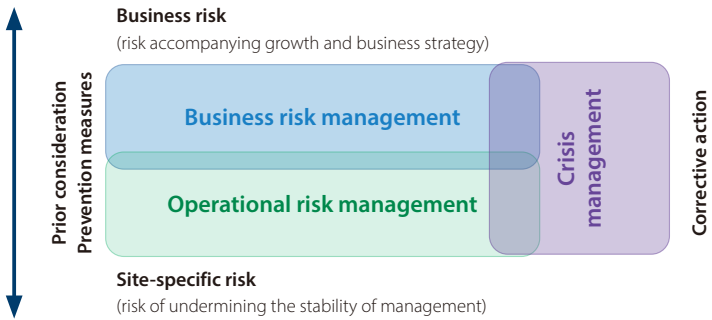 Business risk
(risk accompanying growth and business strategy)
Prior consideration
Prevention measures
Business risk management
Operational risk management
Crisis
management
Corrective action
Site-specific risk
(risk of undermining the stability of management)